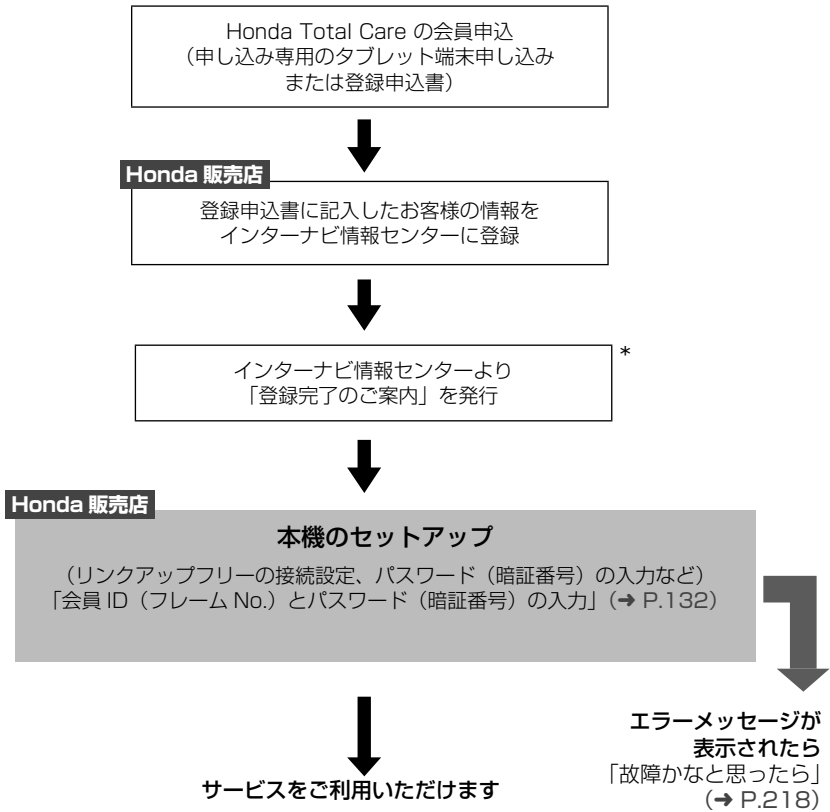 Honda Total Care の会員申込
（申し込み専用のタブレット端末申し込み
または登録申込書）
Honda 販売店
登録申込書に記入したお客様の情報を
インターナビ情報センターに登録
インターナビ情報センターより
「登録完了のご案内」を発行
*
Honda 販売店
本機のセットアップ
（リンクアップフリーの接続設定、パスワード（暗証番号）の入力など）
「会員 ID（フレーム No.）とパスワード（暗証番号）の入力」（➔ P.132）
サービスをご利用いただけます
エラーメッセージが
表示されたら
「故障かなと思ったら」
（➔ P.218）